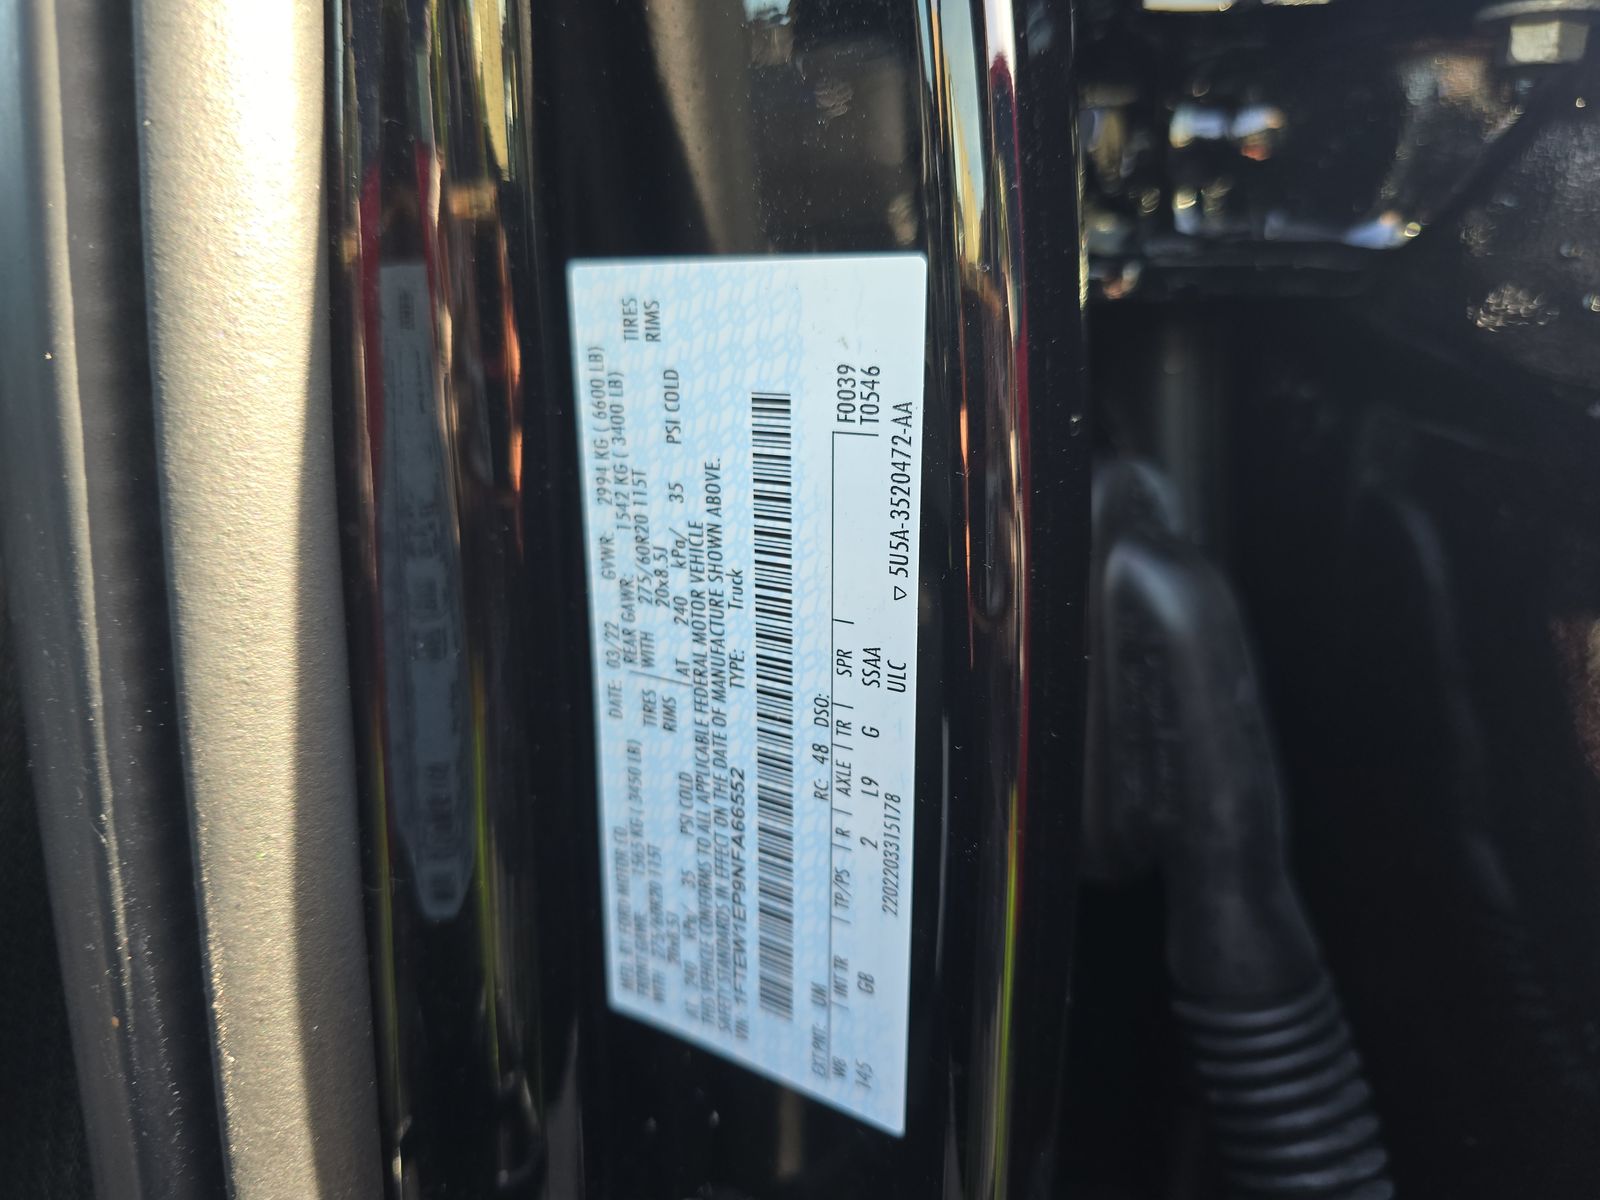 MFD. BY FORD MOTOR CO. DATE: 03/22 GVWR: 2994 KG ( 6600 LB)
FRONT GAWR: 1565 KG ( 3450 LB) REAR GAWR: 1542 KG ( 3400 LB)
WITH 275/60R20 115T TIRES WITH 275/60R20 115T TIRES
20x8.5J RIMS 20x8.5J RIMS
AT 240 kPa/ 35 PSI COLD AT 240 kPa/ 35 PSI COLD
THIS VEHICLE CONFORMS TO ALL APPLICABLE FEDERAL MOTOR VEHICLE
SAFETY STANDARDS IN EFFECT ON THE DATE OF MANUFACTURE SHOWN ABOVE.
VIN: 1FTEW1EP9NFA66552 TYPE: Truck
EXT PNT: UM RC: 48 DSO: F0039
WB INT TR TP/PS R AXLE TR SPR T0546
145 GB 2 L9 G SSAA
2202203315178 ULC ▽ 5U5A-3520472-AA